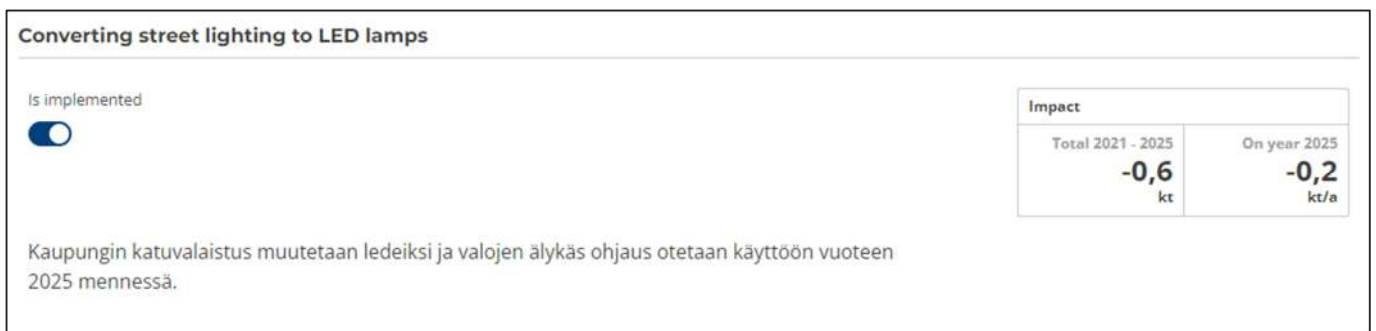 Converting street lighting to LED lamps
Is implemented
Impact
Total 2021 - 2025
-0,6
kt
On year 2025
-0,2
kt/a
Kaupungin katuvalaistus muutetaan ledeiksi ja valojen älykäs ohjaus otetaan käyttöön vuoteen
2025 mennessä.